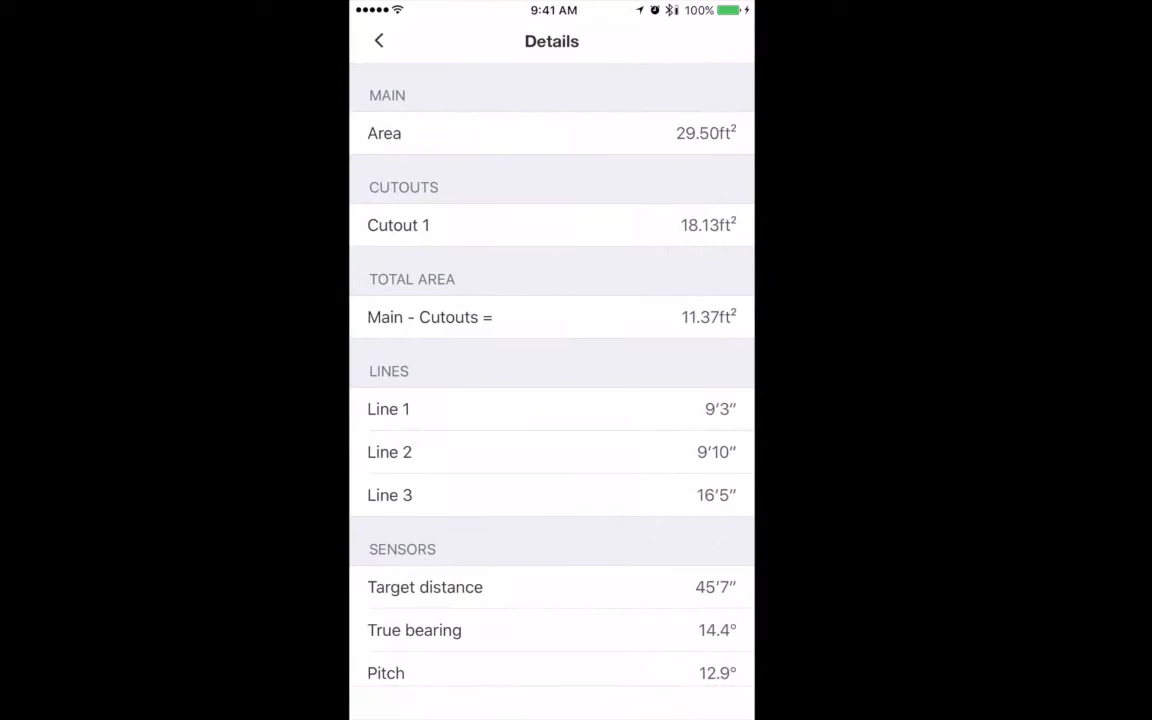 9:41 AM 100%
Details
MAIN
Area 29.50ft²
CUTOUTS
Cutout 1 18.13ft²
TOTAL AREA
Main - Cutouts = 11.37ft²
LINES
Line 1 9’3”
Line 2 9’10”
Line 3 16’5”
SENSORS
Target distance 45’7”
True bearing 14.4°
Pitch 12.9°